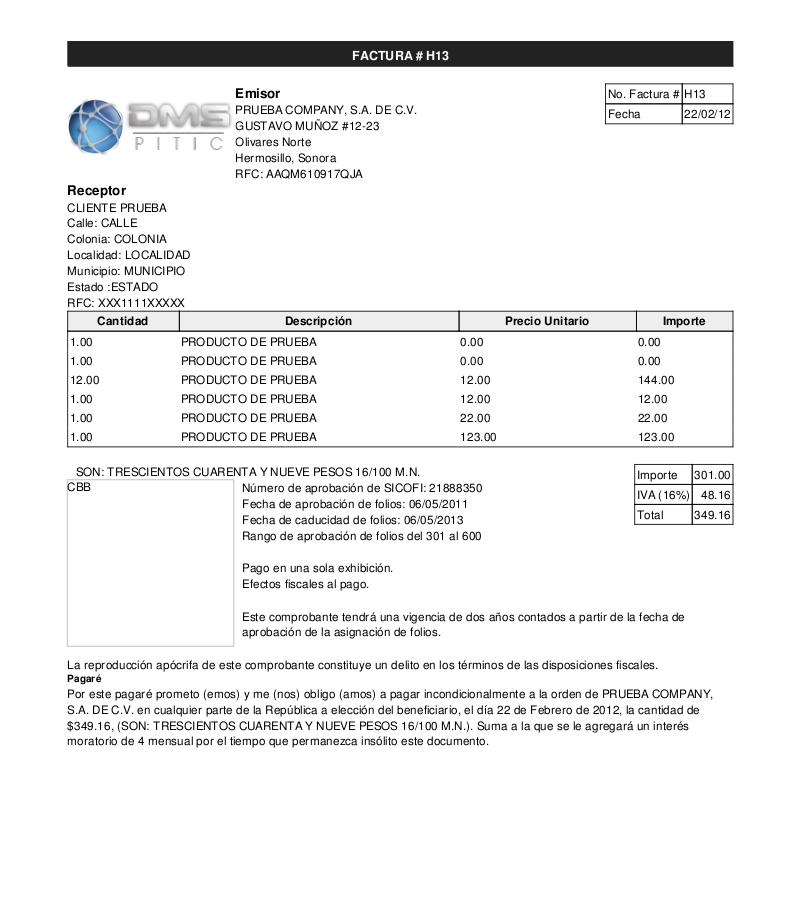 FACTURA # H13
DMS
PITIC
Emisor
PRUEBA COMPANY, S.A. DE C.V.
GUSTAVO MUÑOZ #12-23
Olivares Norte
Hermosillo, Sonora
RFC: AAQM610917QJA
No. Factura # H13
Fecha 22/02/12
Receptor
CLIENTE PRUEBA
Calle: CALLE
Colonia: COLONIA
Localidad: LOCALIDAD
Municipio: MUNICIPIO
Estado :ESTADO
RFC: XXX1111XXXXX
Cantidad Descripción Precio Unitario Importe
1.00 PRODUCTO DE PRUEBA 0.00 0.00
1.00 PRODUCTO DE PRUEBA 0.00 0.00
12.00 PRODUCTO DE PRUEBA 12.00 144.00
1.00 PRODUCTO DE PRUEBA 12.00 12.00
1.00 PRODUCTO DE PRUEBA 22.00 22.00
1.00 PRODUCTO DE PRUEBA 123.00 123.00
SON: TRESCIENTOS CUARENTA Y NUEVE PESOS 16/100 M.N.
Importe 301.00
IVA (16%) 48.16
Total 349.16
CBB
Número de aprobación de SICOFI: 21888350
Fecha de aprobación de folios: 06/05/2011
Fecha de caducidad de folios: 06/05/2013
Rango de aprobación de folios del 301 al 600
Pago en una sola exhibición.
Efectos fiscales al pago.
Este comprobante tendrá una vigencia de dos años contados a partir de la fecha de
aprobación de la asignación de folios.
La reproducción apócrifa de este comprobante constituye un delito en los términos de las disposiciones fiscales.
Pagaré
Por este pagaré prometo (emos) y me (nos) obligo (amos) a pagar incondicionalmente a la orden de PRUEBA COMPANY,
S.A. DE C.V. en cualquier parte de la República a elección del beneficiario, el día 22 de Febrero de 2012, la cantidad de
$349.16, (SON: TRESCIENTOS CUARENTA Y NUEVE PESOS 16/100 M.N.). Suma a la que se le agregará un interés
moratorio de 4 mensual por el tiempo que permanezca insólito este documento.